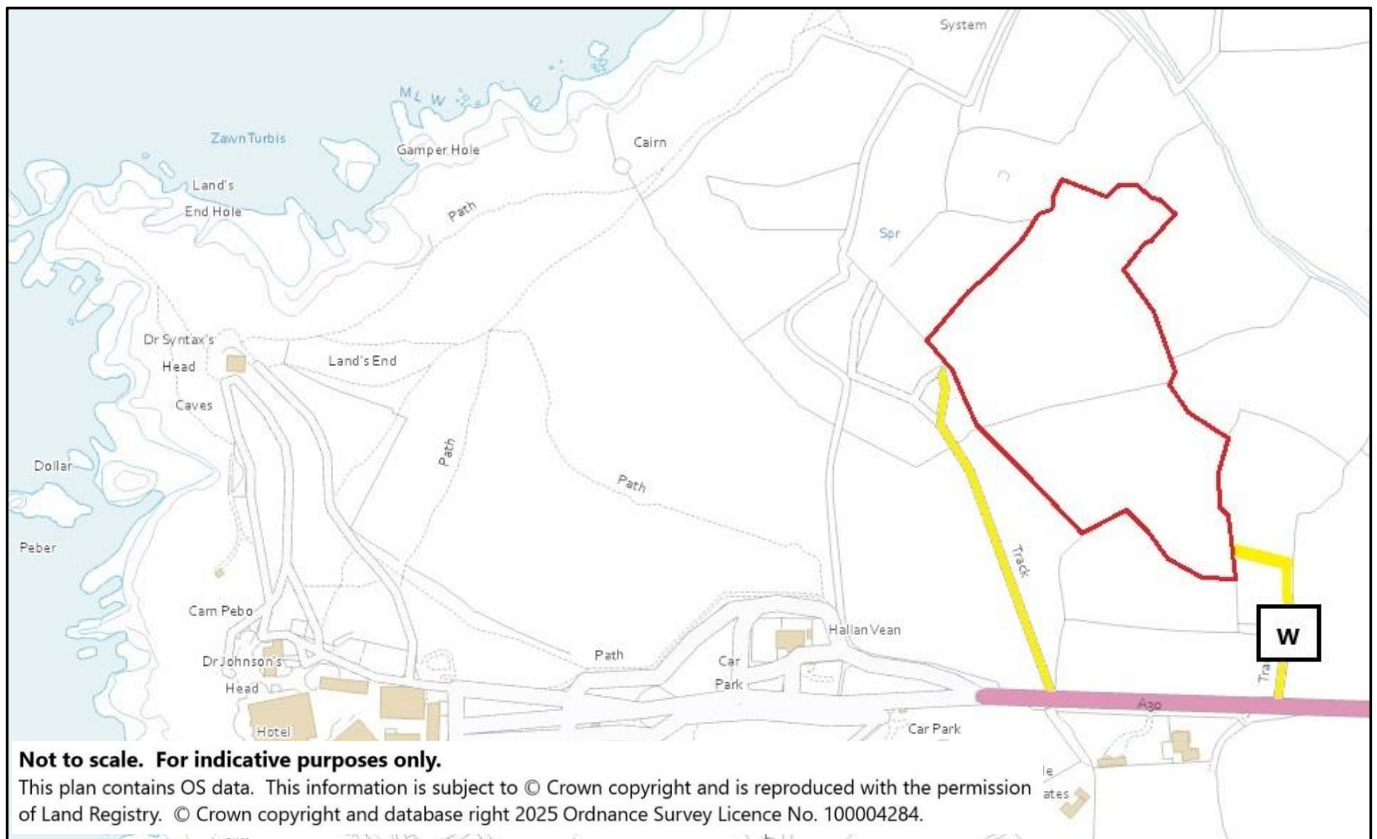 System
M L W
Zawn Turbis
Gamper Hole
Cairn
Land's
End Hole
Path
Spr
Dr Syntax's
Head
Land's End
Caves
Path
Dollar
Path
Peber
Track
Carn Pebo
Hallan Vean
W
Dr Johnson's
Head
Path
Car
Park
Tra
A30
Hotel
Car Park
Not to scale. For indicative purposes only.
This plan contains OS data. This information is subject to © Crown copyright and is reproduced with the permission
of Land Registry. © Crown copyright and database right 2025 Ordnance Survey Licence No. 100004284.
le
ates